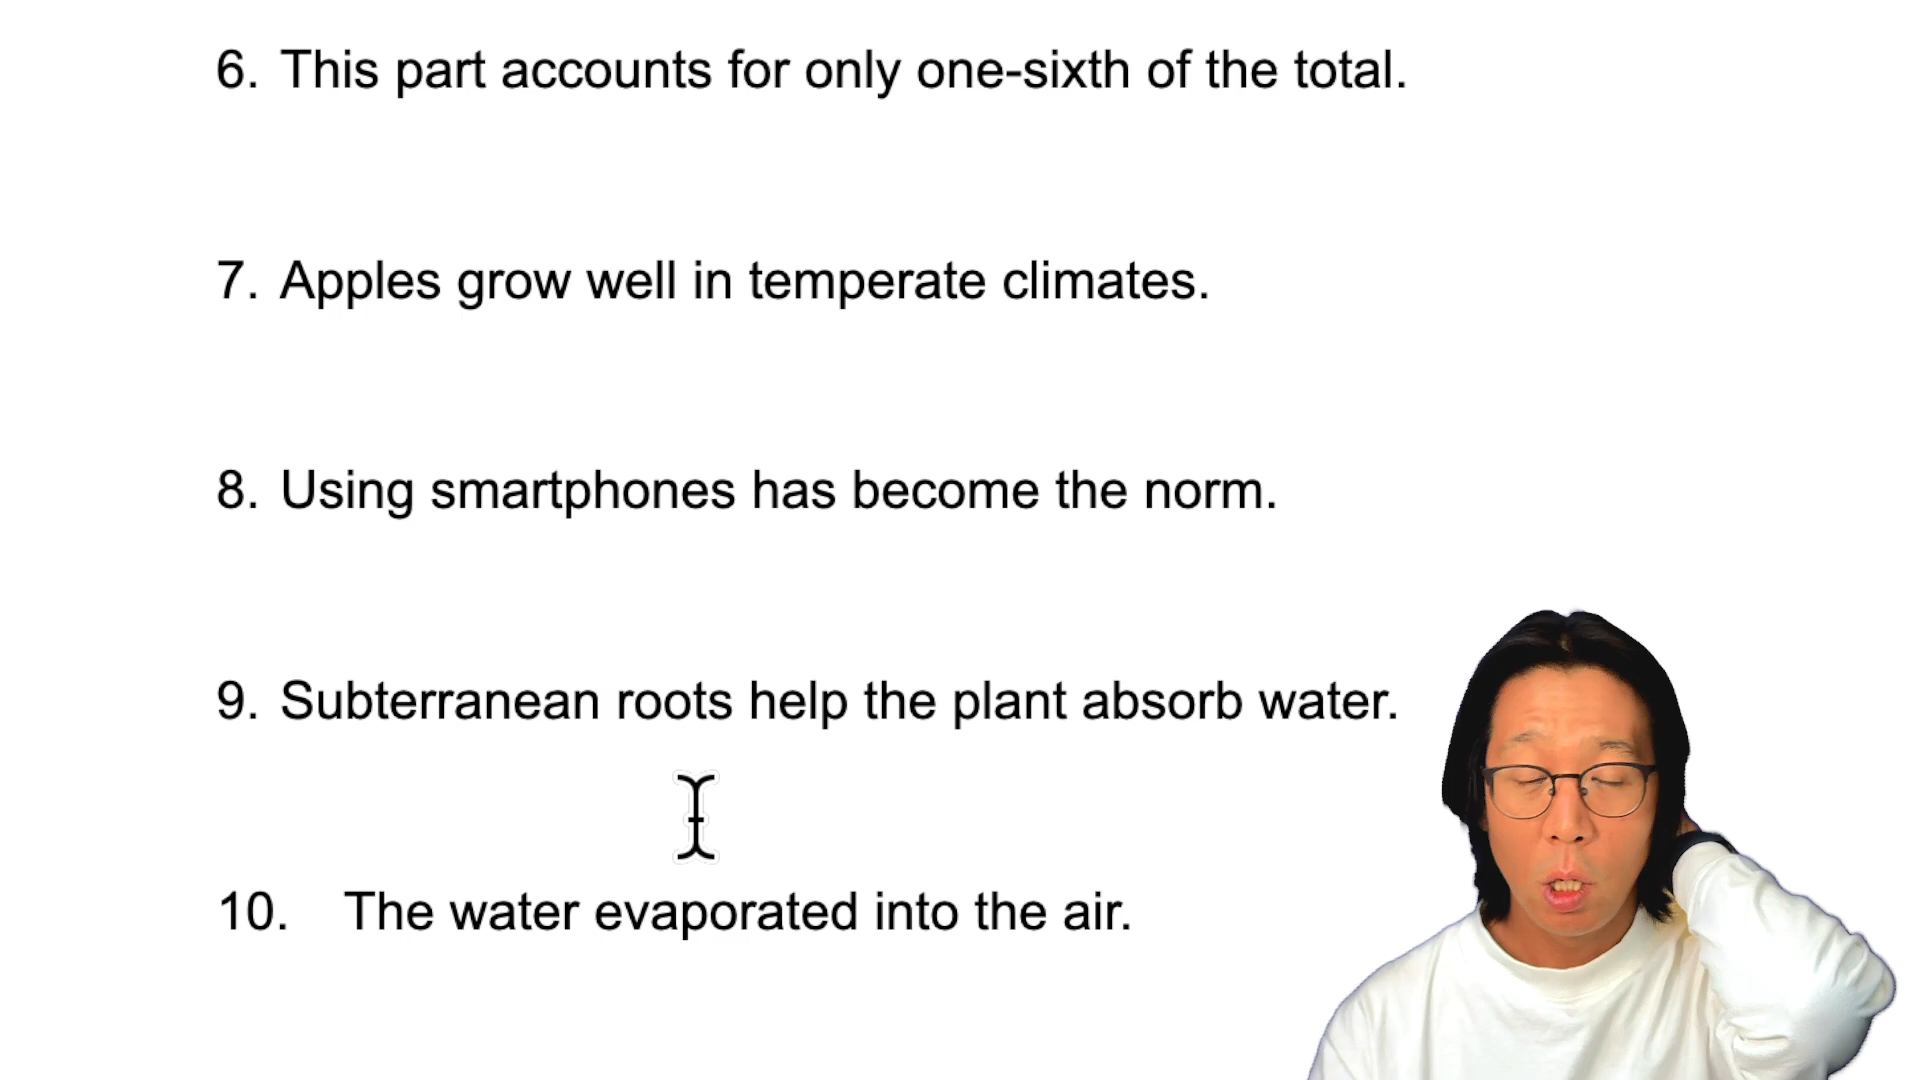 6. This part accounts for only one-sixth of the total.
7. Apples grow well in temperate climates.
8. Using smartphones has become the norm.
9. Subterranean roots help the plant absorb water.
10. The water evaporated into the air.